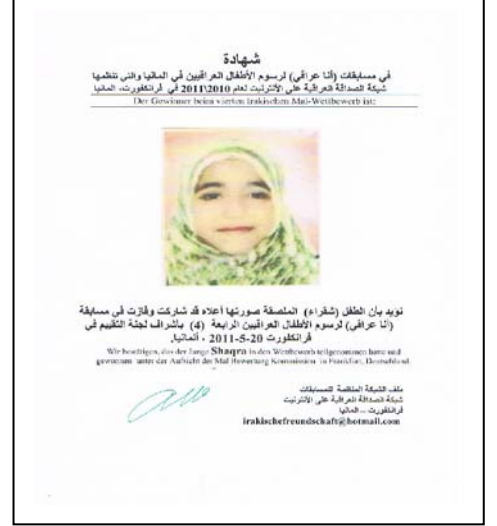 شهادة
في مسابقات (أنا عراقي) لرسوم الأطفال العراقيين في المانيا والتي تنظمها
شبكة الصداقة العراقية على الأنترنيت لعام 2010\2011 في فرانكفورت، المانيا
Der Gewinner beim vierten Irakischen Mal-Wettbewerb ist:
نؤيد بأن الطفل (شقراء) الملصقة صورتها أعلاه قد شاركت وفازت في مسابقة
(أنا عراقي) لرسوم الأطفال العراقيين الرابعة (4) بأشراف لجنة التقييم في
فرانكفورت 20-5-2011 ، ألمانيا.
Wir bestätigen, das der Junge Shaqra in den Wettbewerb teilgenommen hatte und
gewonnen unter der Aufsicht der Mal Bewertung Kommission in Frankfurt, Deutschland.
ملف الشبكة المنظمة للمسابقات
شبكة الصداقة العراقية على الأنترنيت
فرانكفورت - المانيا
irakischefreundschaft@hotmail.com